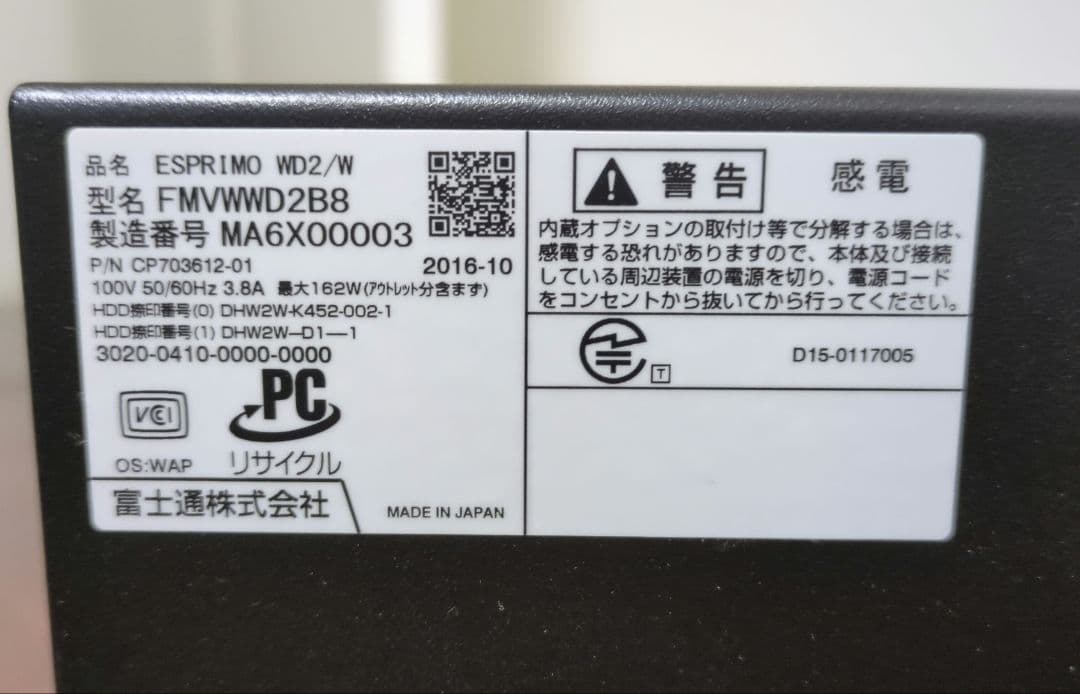 品名 ESPRIMO WD2/W
型名 FMVWWD2B8
製造番号 MA6X00003
P/N CP703612-01 2016-10
100V 50/60Hz 3.8A 最大162W(アウトレット分含まず)
HDD捺印番号(0) DHW2W-K452-002-1
HDD捺印番号(1) DHW2W--D1--1
3020-0410-0000-0000
VCI
PC
OS:WAP リサイクル
富士通株式会社
MADE IN JAPAN
警告 感電
内蔵オプションの取付け等で分解する場合は、
感電する恐れがありますので、本体及び接続
している周辺装置の電源を切り、電源コード
をコンセントから抜いてから行ってください。
T D15-0117005